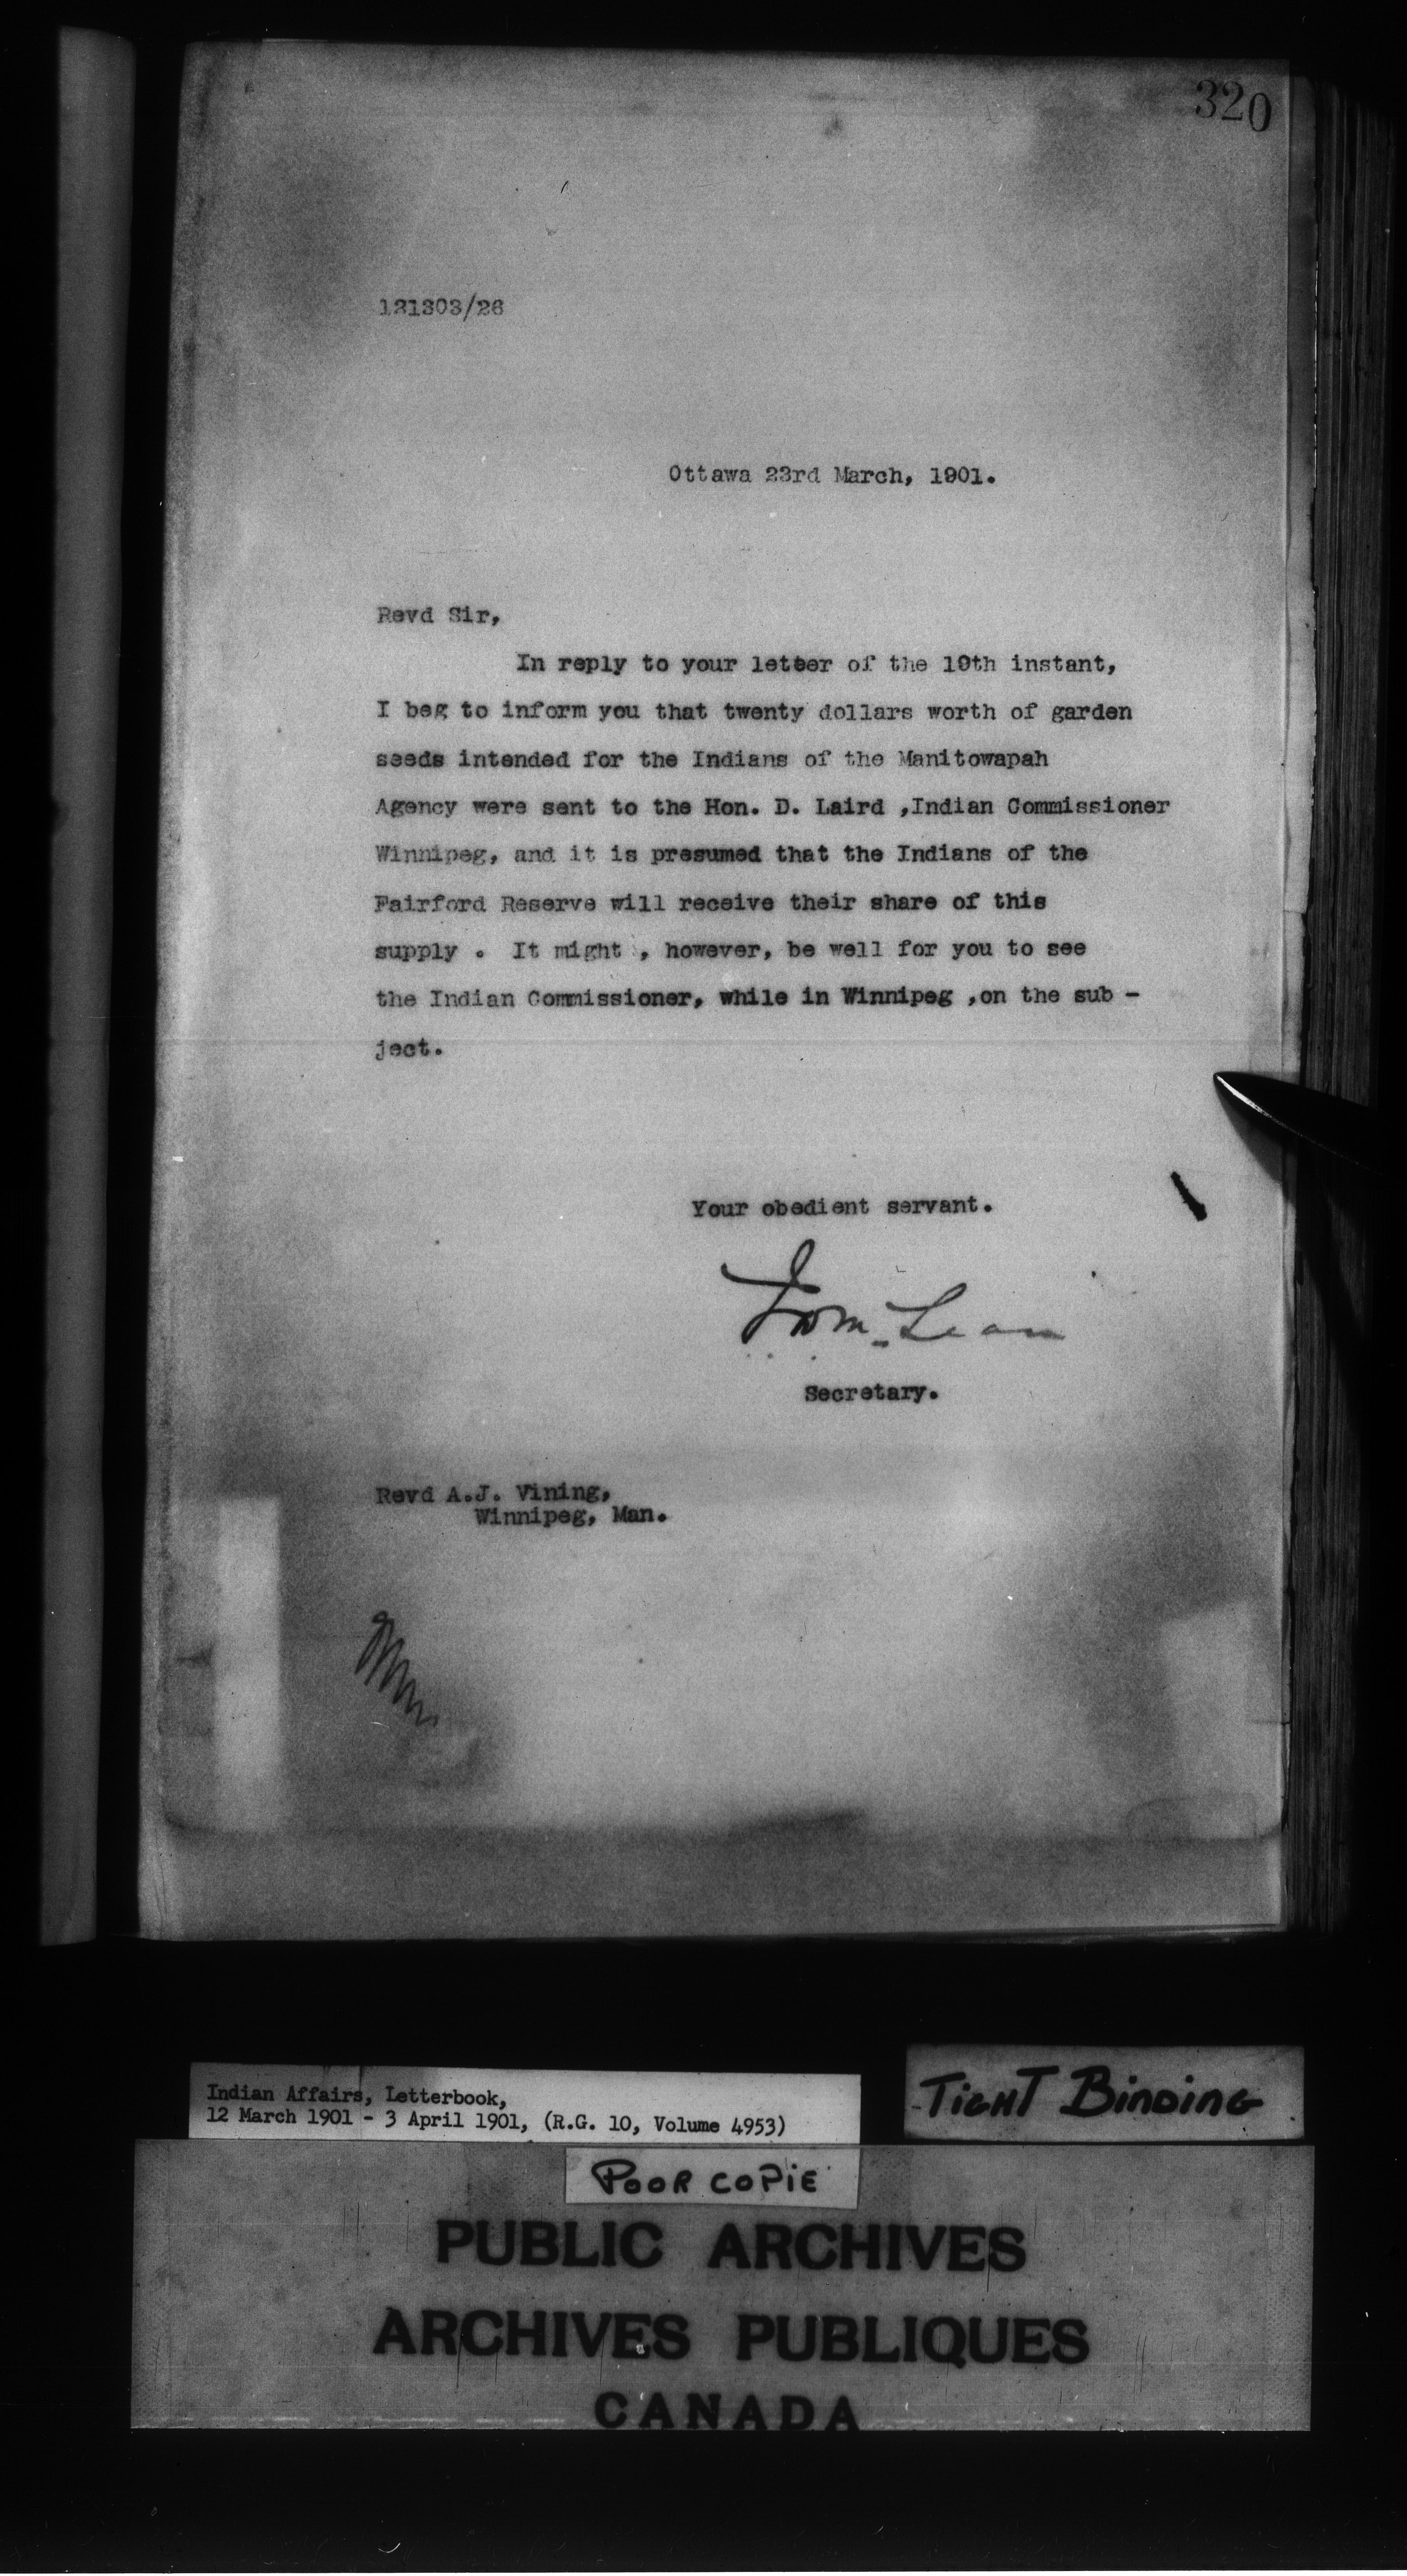 320
121303/26
Ottawa 23rd March, 1901.
Revd Sir,
In reply to your letter of the 19th instant,
I beg to inform you that twenty dollars worth of garden
seeds intended for the Indians of the Manitowapah
Agency were sent to the Hon. D. Laird ,Indian Commissioner
Winnipeg, and it is presumed that the Indians of the
Fairford Reserve will receive their share of this
supply . It might , however, be well for you to see
the Indian Commissioner, while in Winnipeg ,on the sub -
ject.
Your obedient servant.
Lean
Secretary.
Revd A.J. Vining,
Winnipeg, Man.
Indian Affairs, Letterbook,
12 March 1901 - 3 April 1901, (R.G. 10, Volume 4953)
TIGHT BINDING
POOR COPIE
PUBLIC ARCHIVES
ARCHIVES PUBLIQUES
CANADA